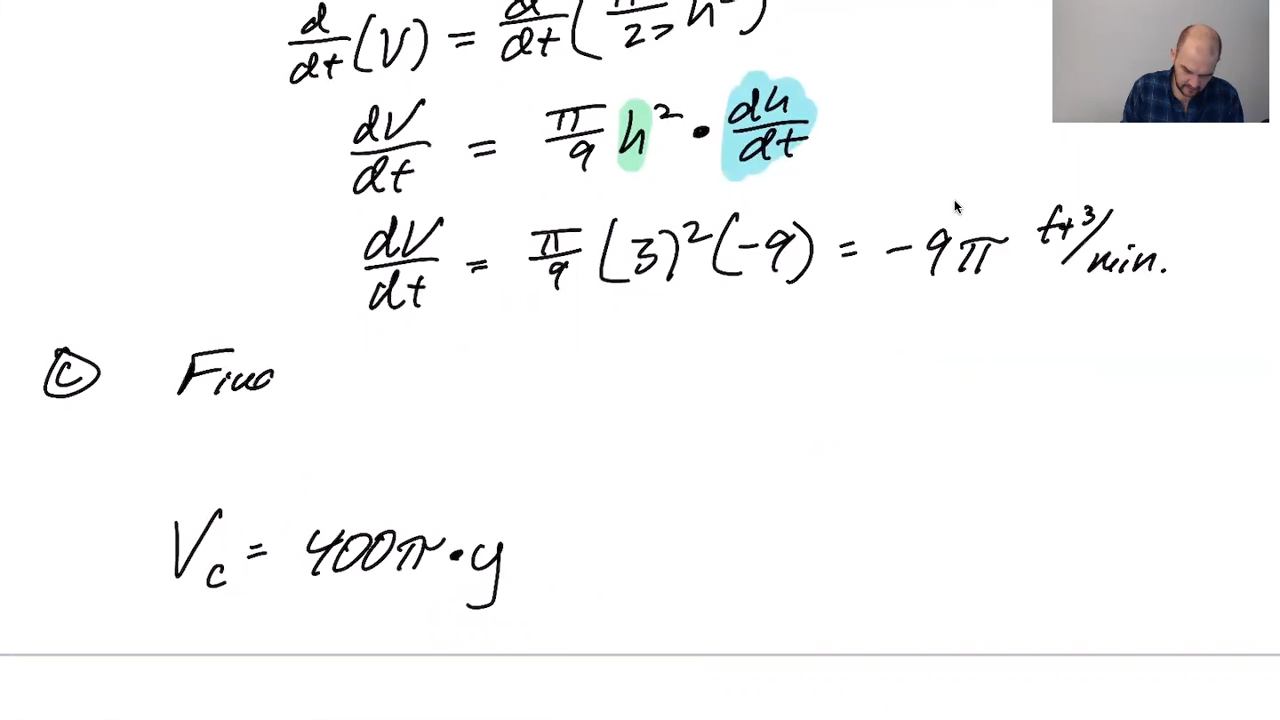 d/dt (V) = d/dt (π/27 h³)
dV/dt = π/9 h² • dh/dt
dV/dt = π/9 (3)² (-9) = -9π ft³/min.
(c) Find
V_c = 400π • y